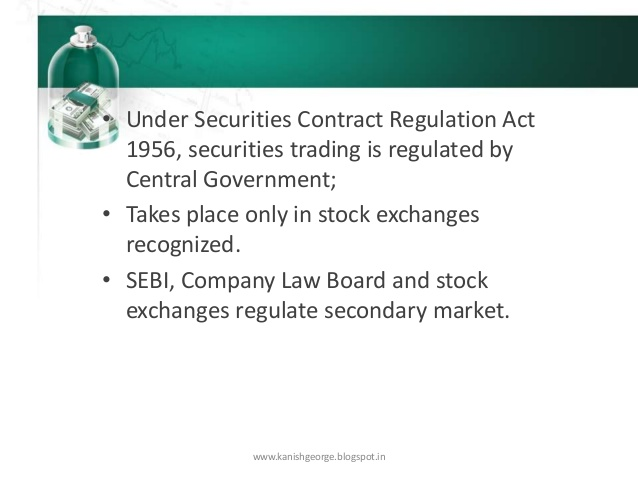 • Under Securities Contract Regulation Act
1956, securities trading is regulated by
Central Government;
• Takes place only in stock exchanges
recognized.
• SEBI, Company Law Board and stock
exchanges regulate secondary market.
www.kanishgeorge.blogspot.in